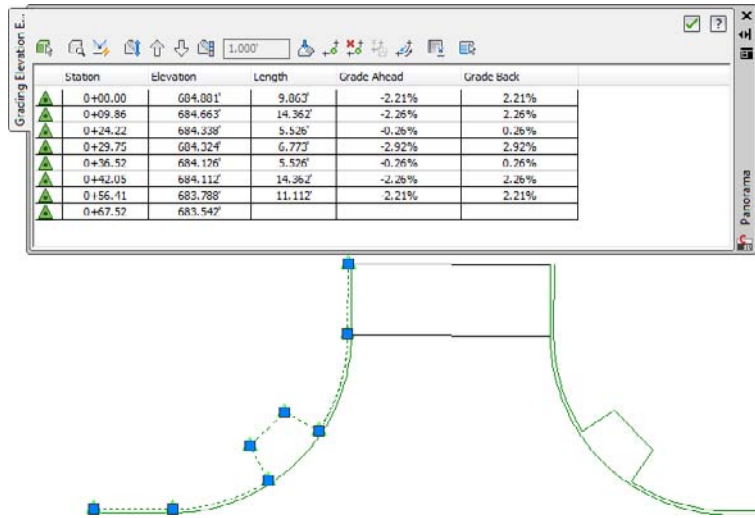 Grading Elevation E...
1.000'
Station Elevation Length Grade Ahead Grade Back
0+00.00 684.881' 9.863' -2.21% 2.21%
0+09.86 684.663' 14.362' -2.26% 2.26%
0+24.22 684.338' 5.526' -0.26% 0.26%
0+29.75 684.324' 6.773' -2.92% 2.92%
0+36.52 684.126' 5.526' -0.26% 0.26%
0+42.05 684.112' 14.362' -2.26% 2.26%
0+56.41 683.788' 11.112' -2.21% 2.21%
0+67.52 683.542'
Panorama